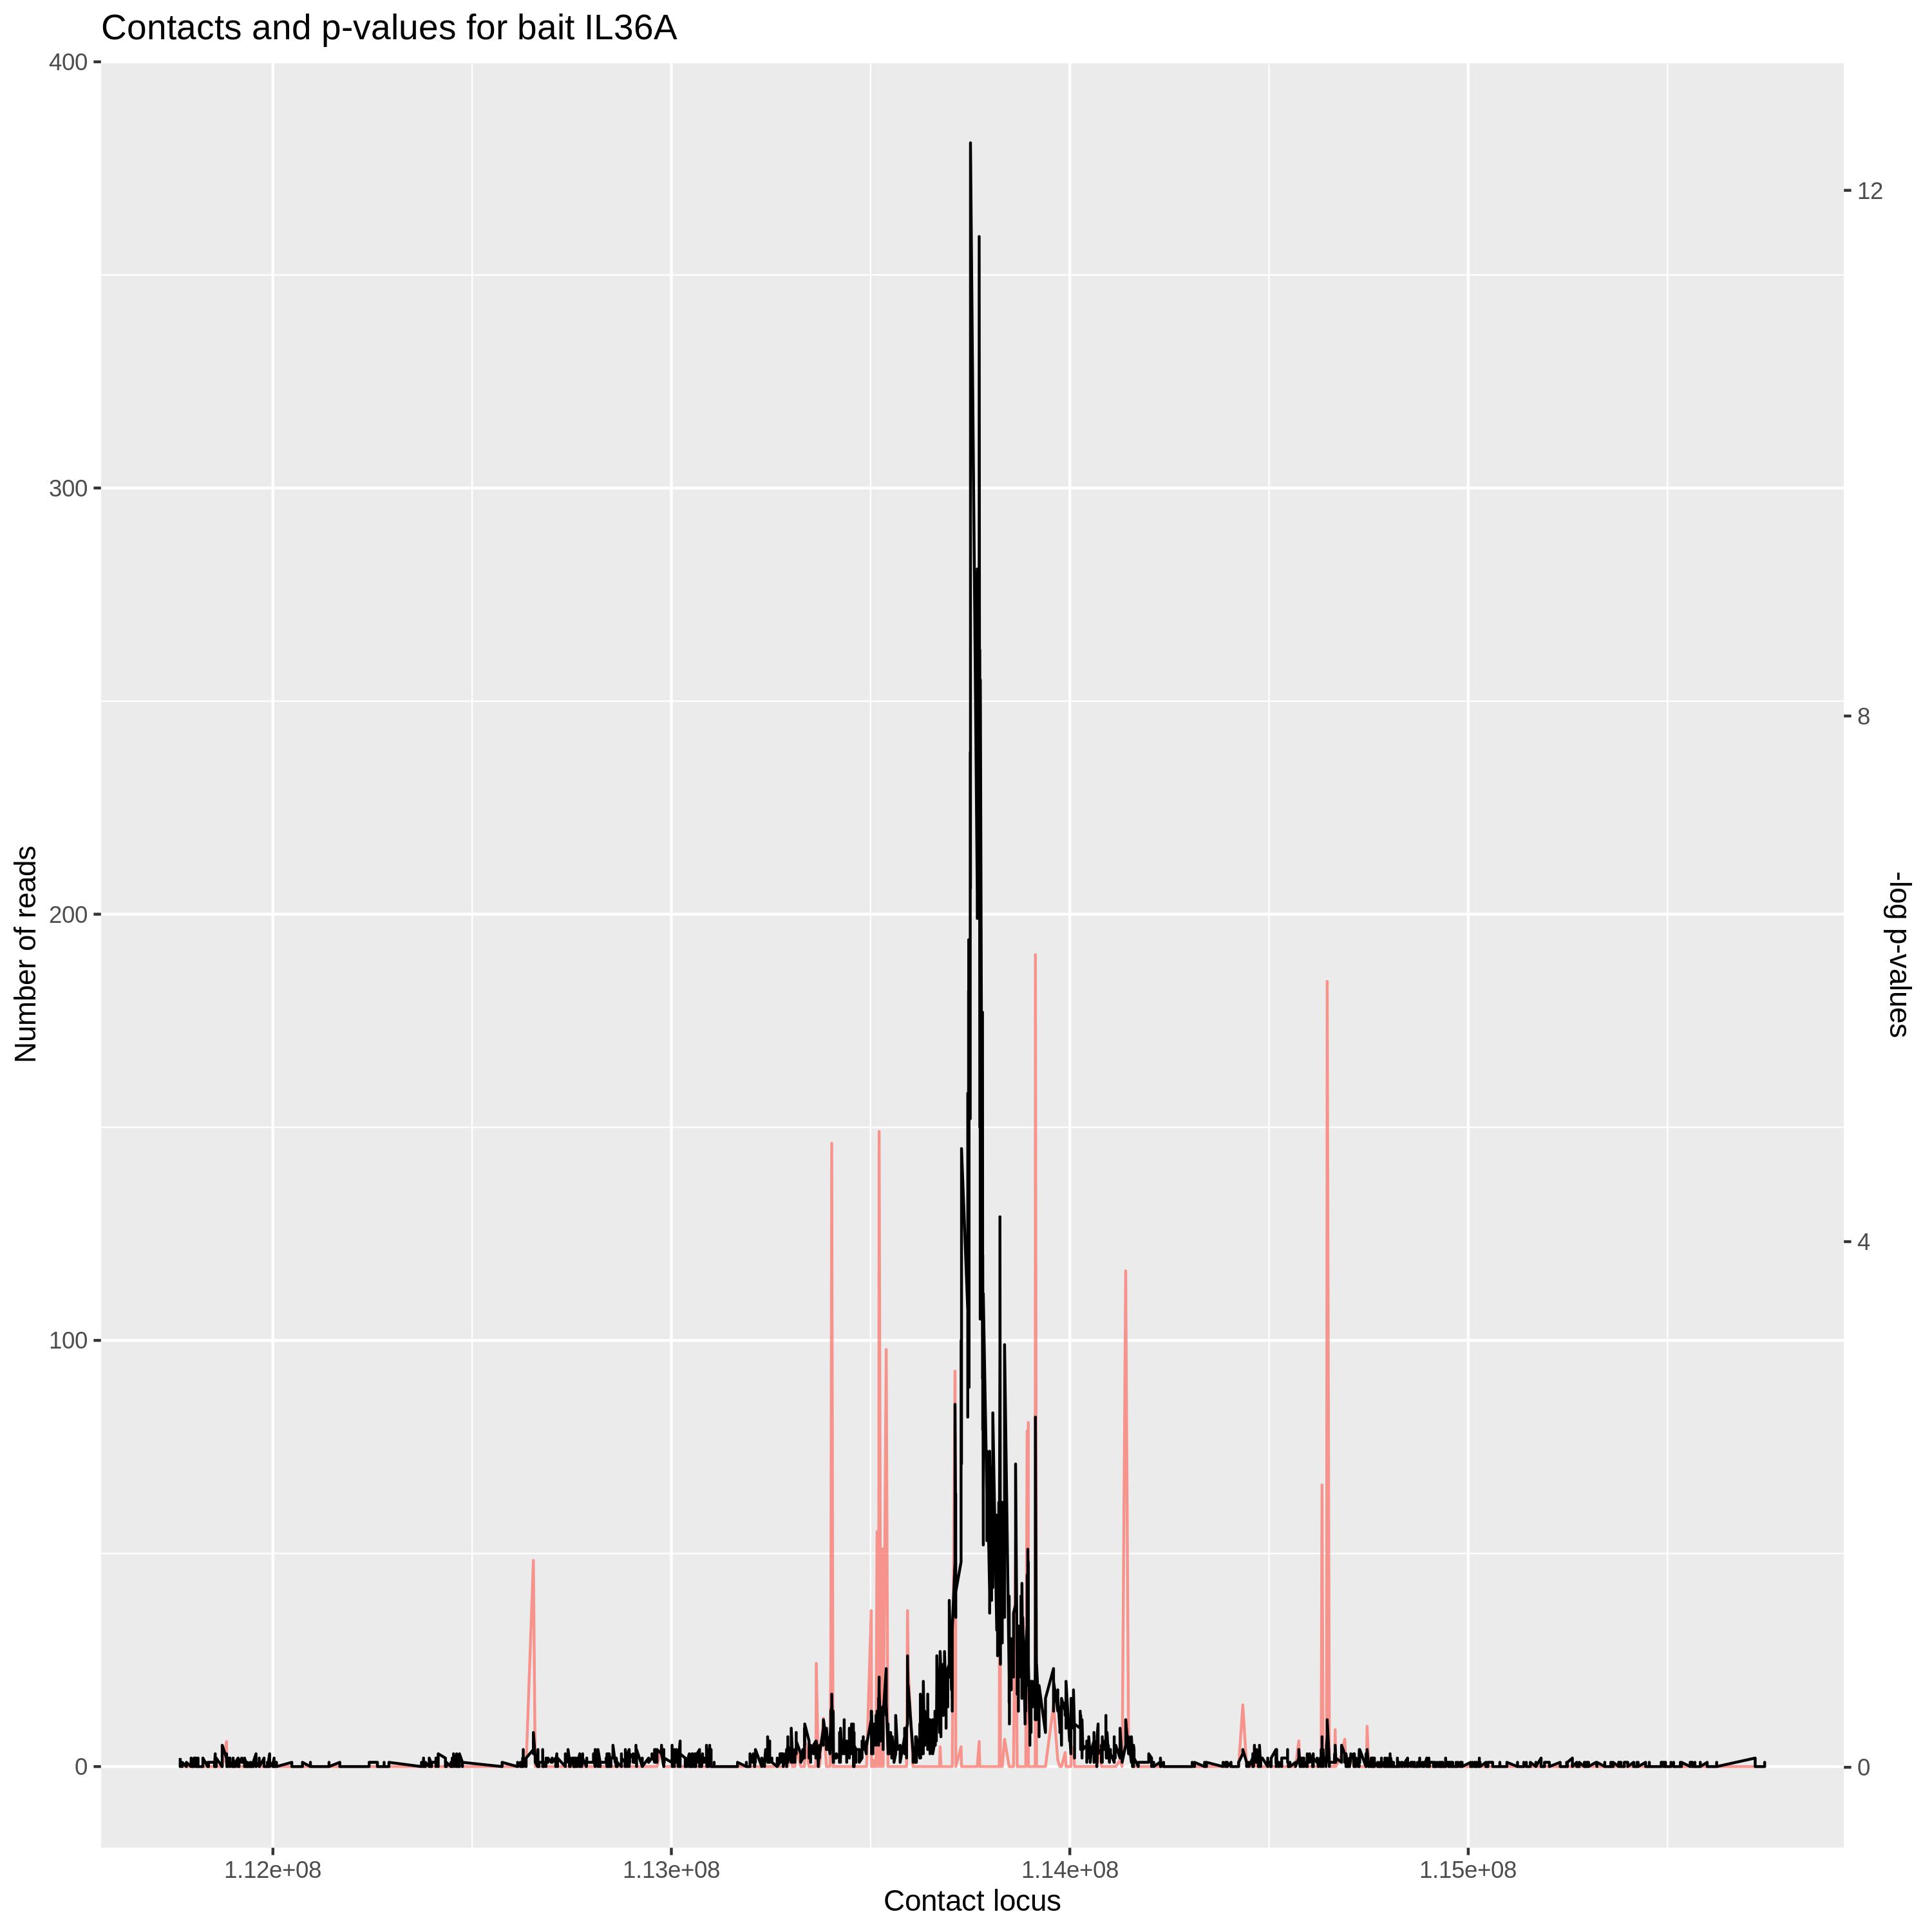 Contacts and p-values for bait IL36A
400
300
200
100
0
12
8
4
0
Number of reads
-log p-values
1.12e+08
1.13e+08
1.14e+08
1.15e+08
Contact locus